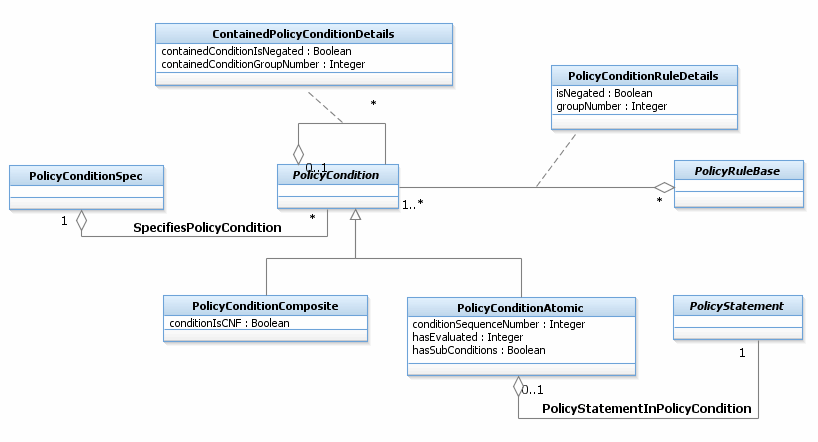 ContainedPolicyConditionDetails
containedConditionIsNegated : Boolean
containedConditionGroupNumber : Integer
PolicyConditionRuleDetails
isNegated : Boolean
groupNumber : Integer
*
0..1
PolicyConditionSpec
PolicyCondition
PolicyRuleBase
1..*
*
1
*
SpecifiesPolicyCondition
PolicyConditionComposite
conditionIsCNF : Boolean
PolicyConditionAtomic
conditionSequenceNumber : Integer
hasEvaluated : Integer
hasSubConditions : Boolean
PolicyStatement
1
0..1
PolicyStatementInPolicyCondition